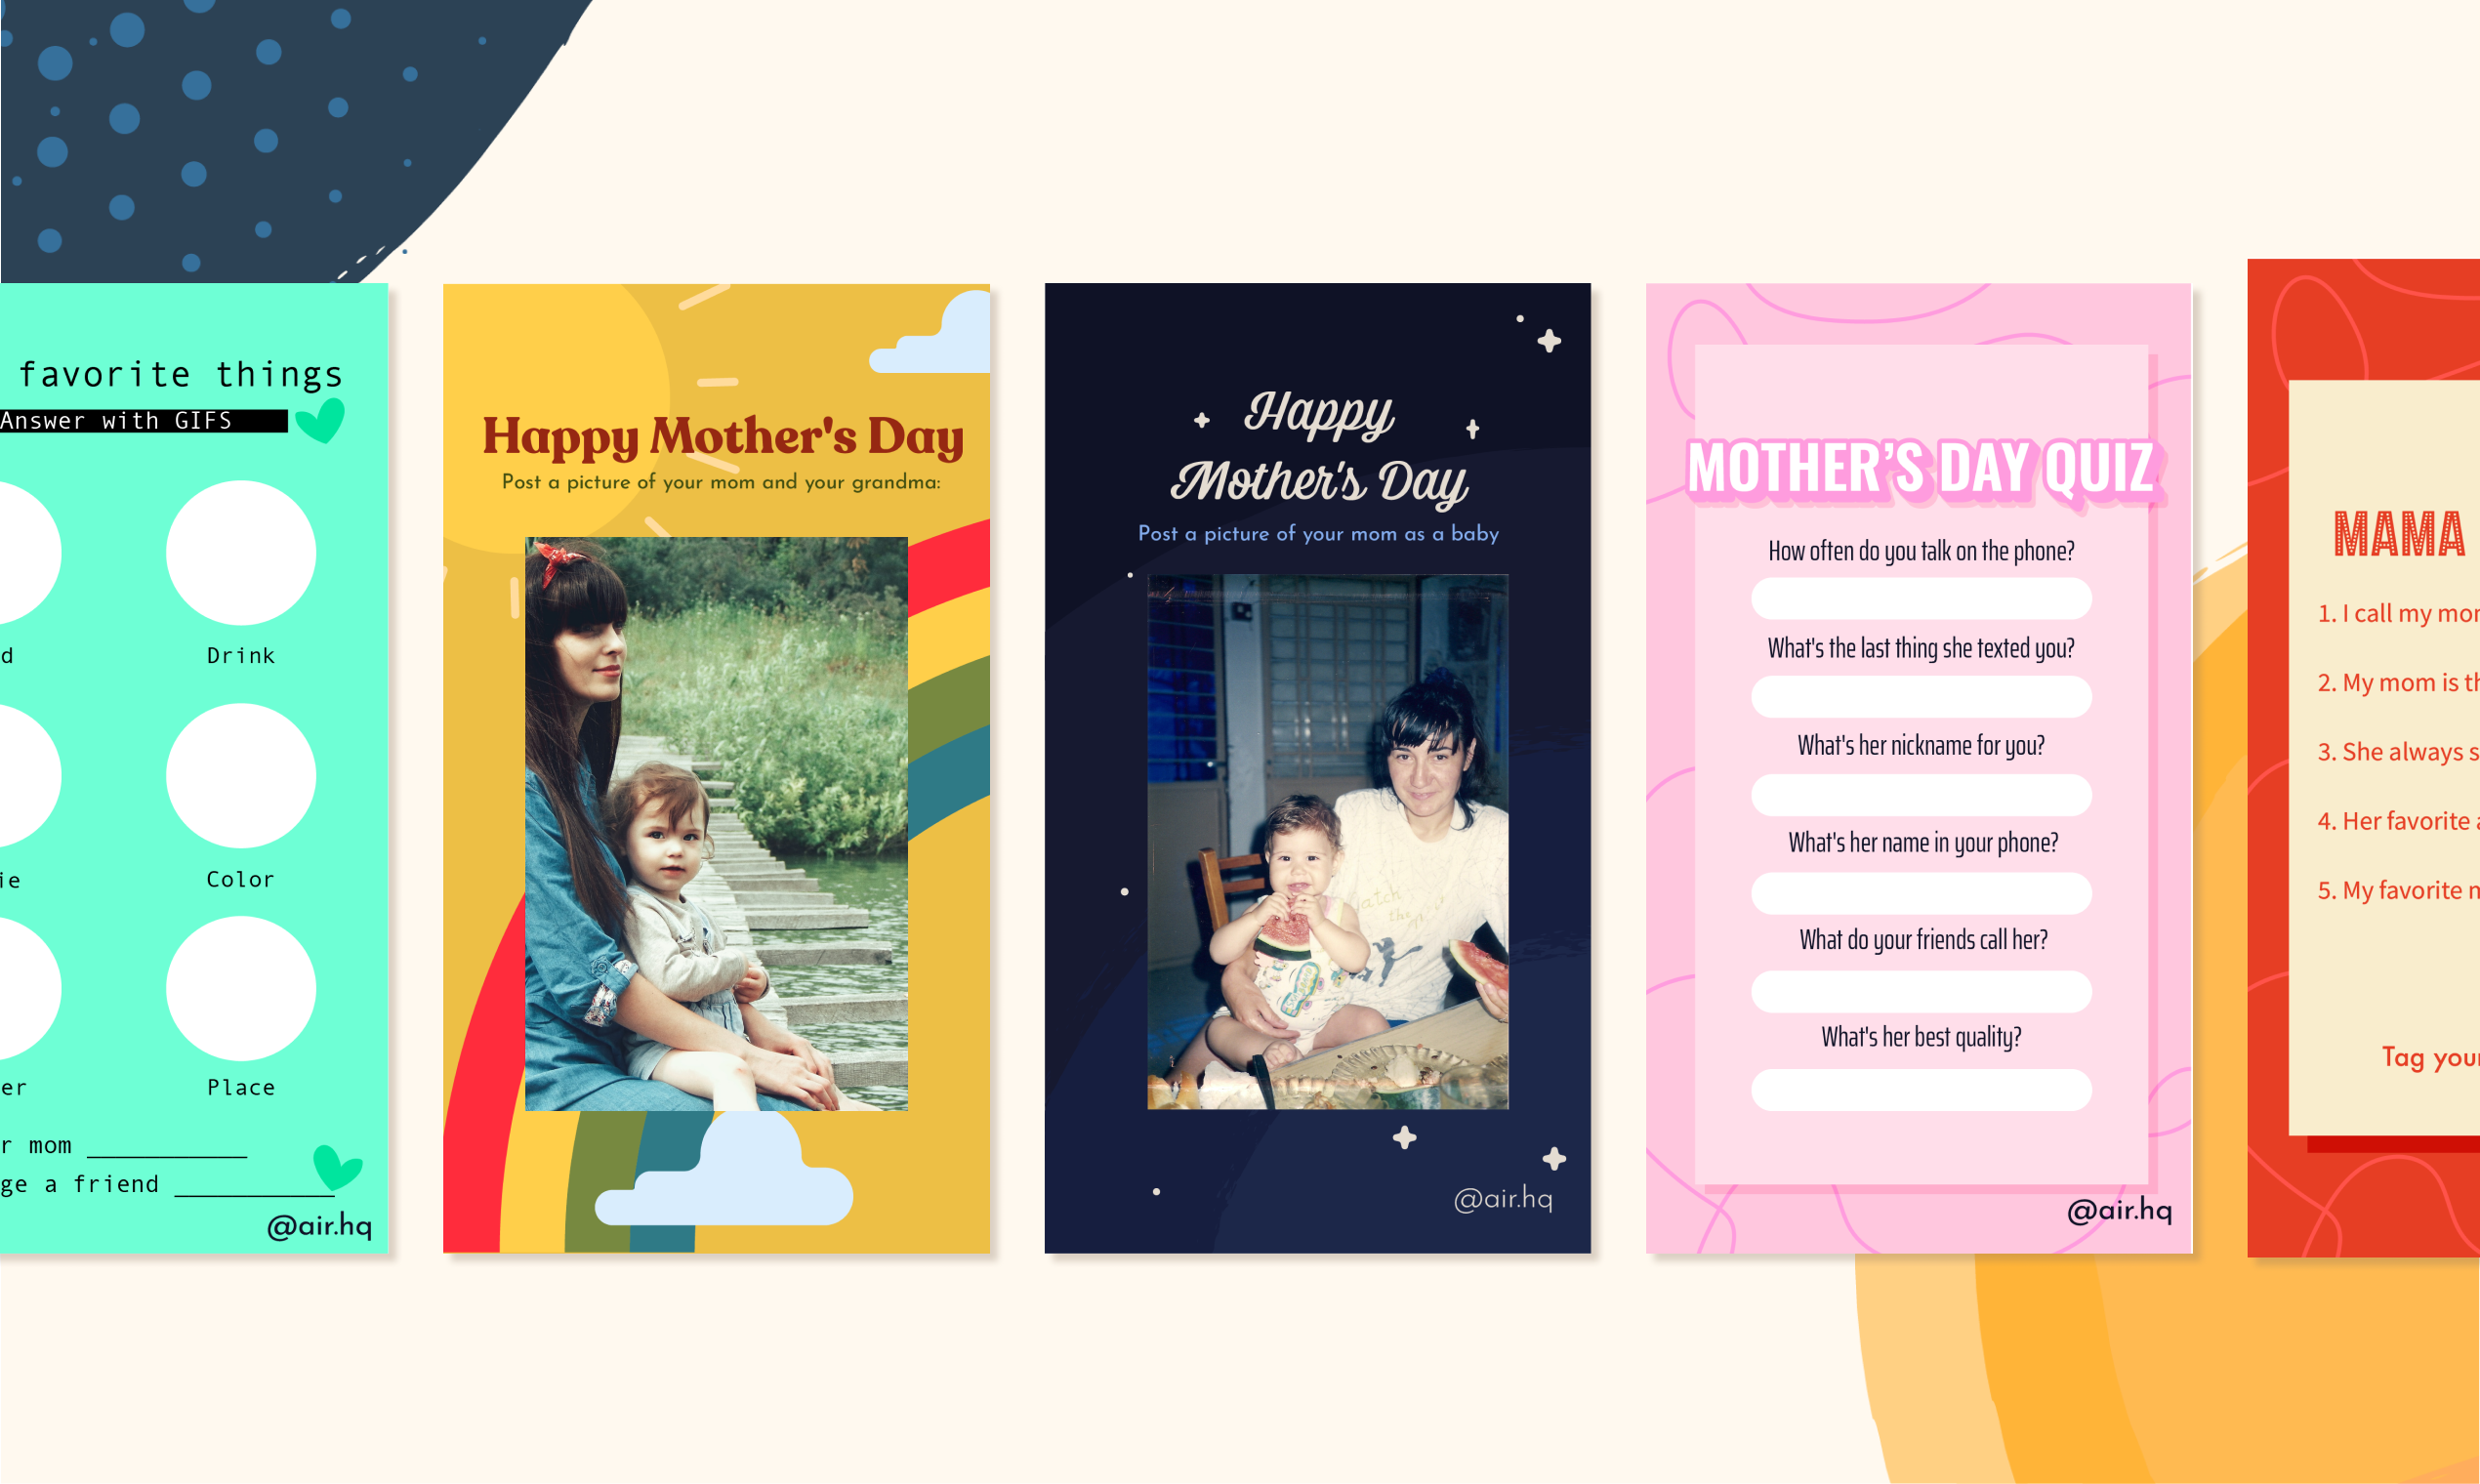 favorite things
Answer with GIFS
d
Drink
ie
Color
er
Place
r mom ___________
ge a friend ___________
@air.hq
Happy Mother's Day
Post a picture of your mom and your grandma:
Happy
Mother's Day
Post a picture of your mom as a baby
@air.hq
MOTHER’S DAY QUIZ
How often do you talk on the phone?
What's the last thing she texted you?
What's her nickname for you?
What's her name in your phone?
What do your friends call her?
What's her best quality?
@air.hq
MAMA
1. I call my mo
2. My mom is th
3. She always s
4. Her favorite a
5. My favorite m
Tag your